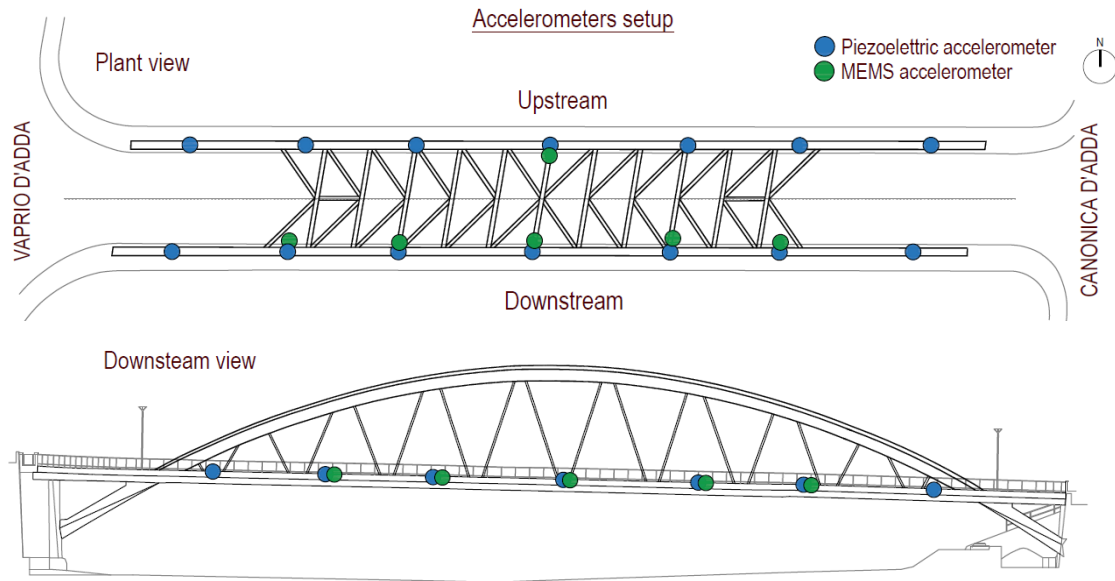 Accelerometers setup
Plant view
Piezoelettric accelerometer
MEMS accelerometer
N
Upstream
VAPRIO D'ADDA
CANONICA D'ADDA
Downstream
Downsteam view